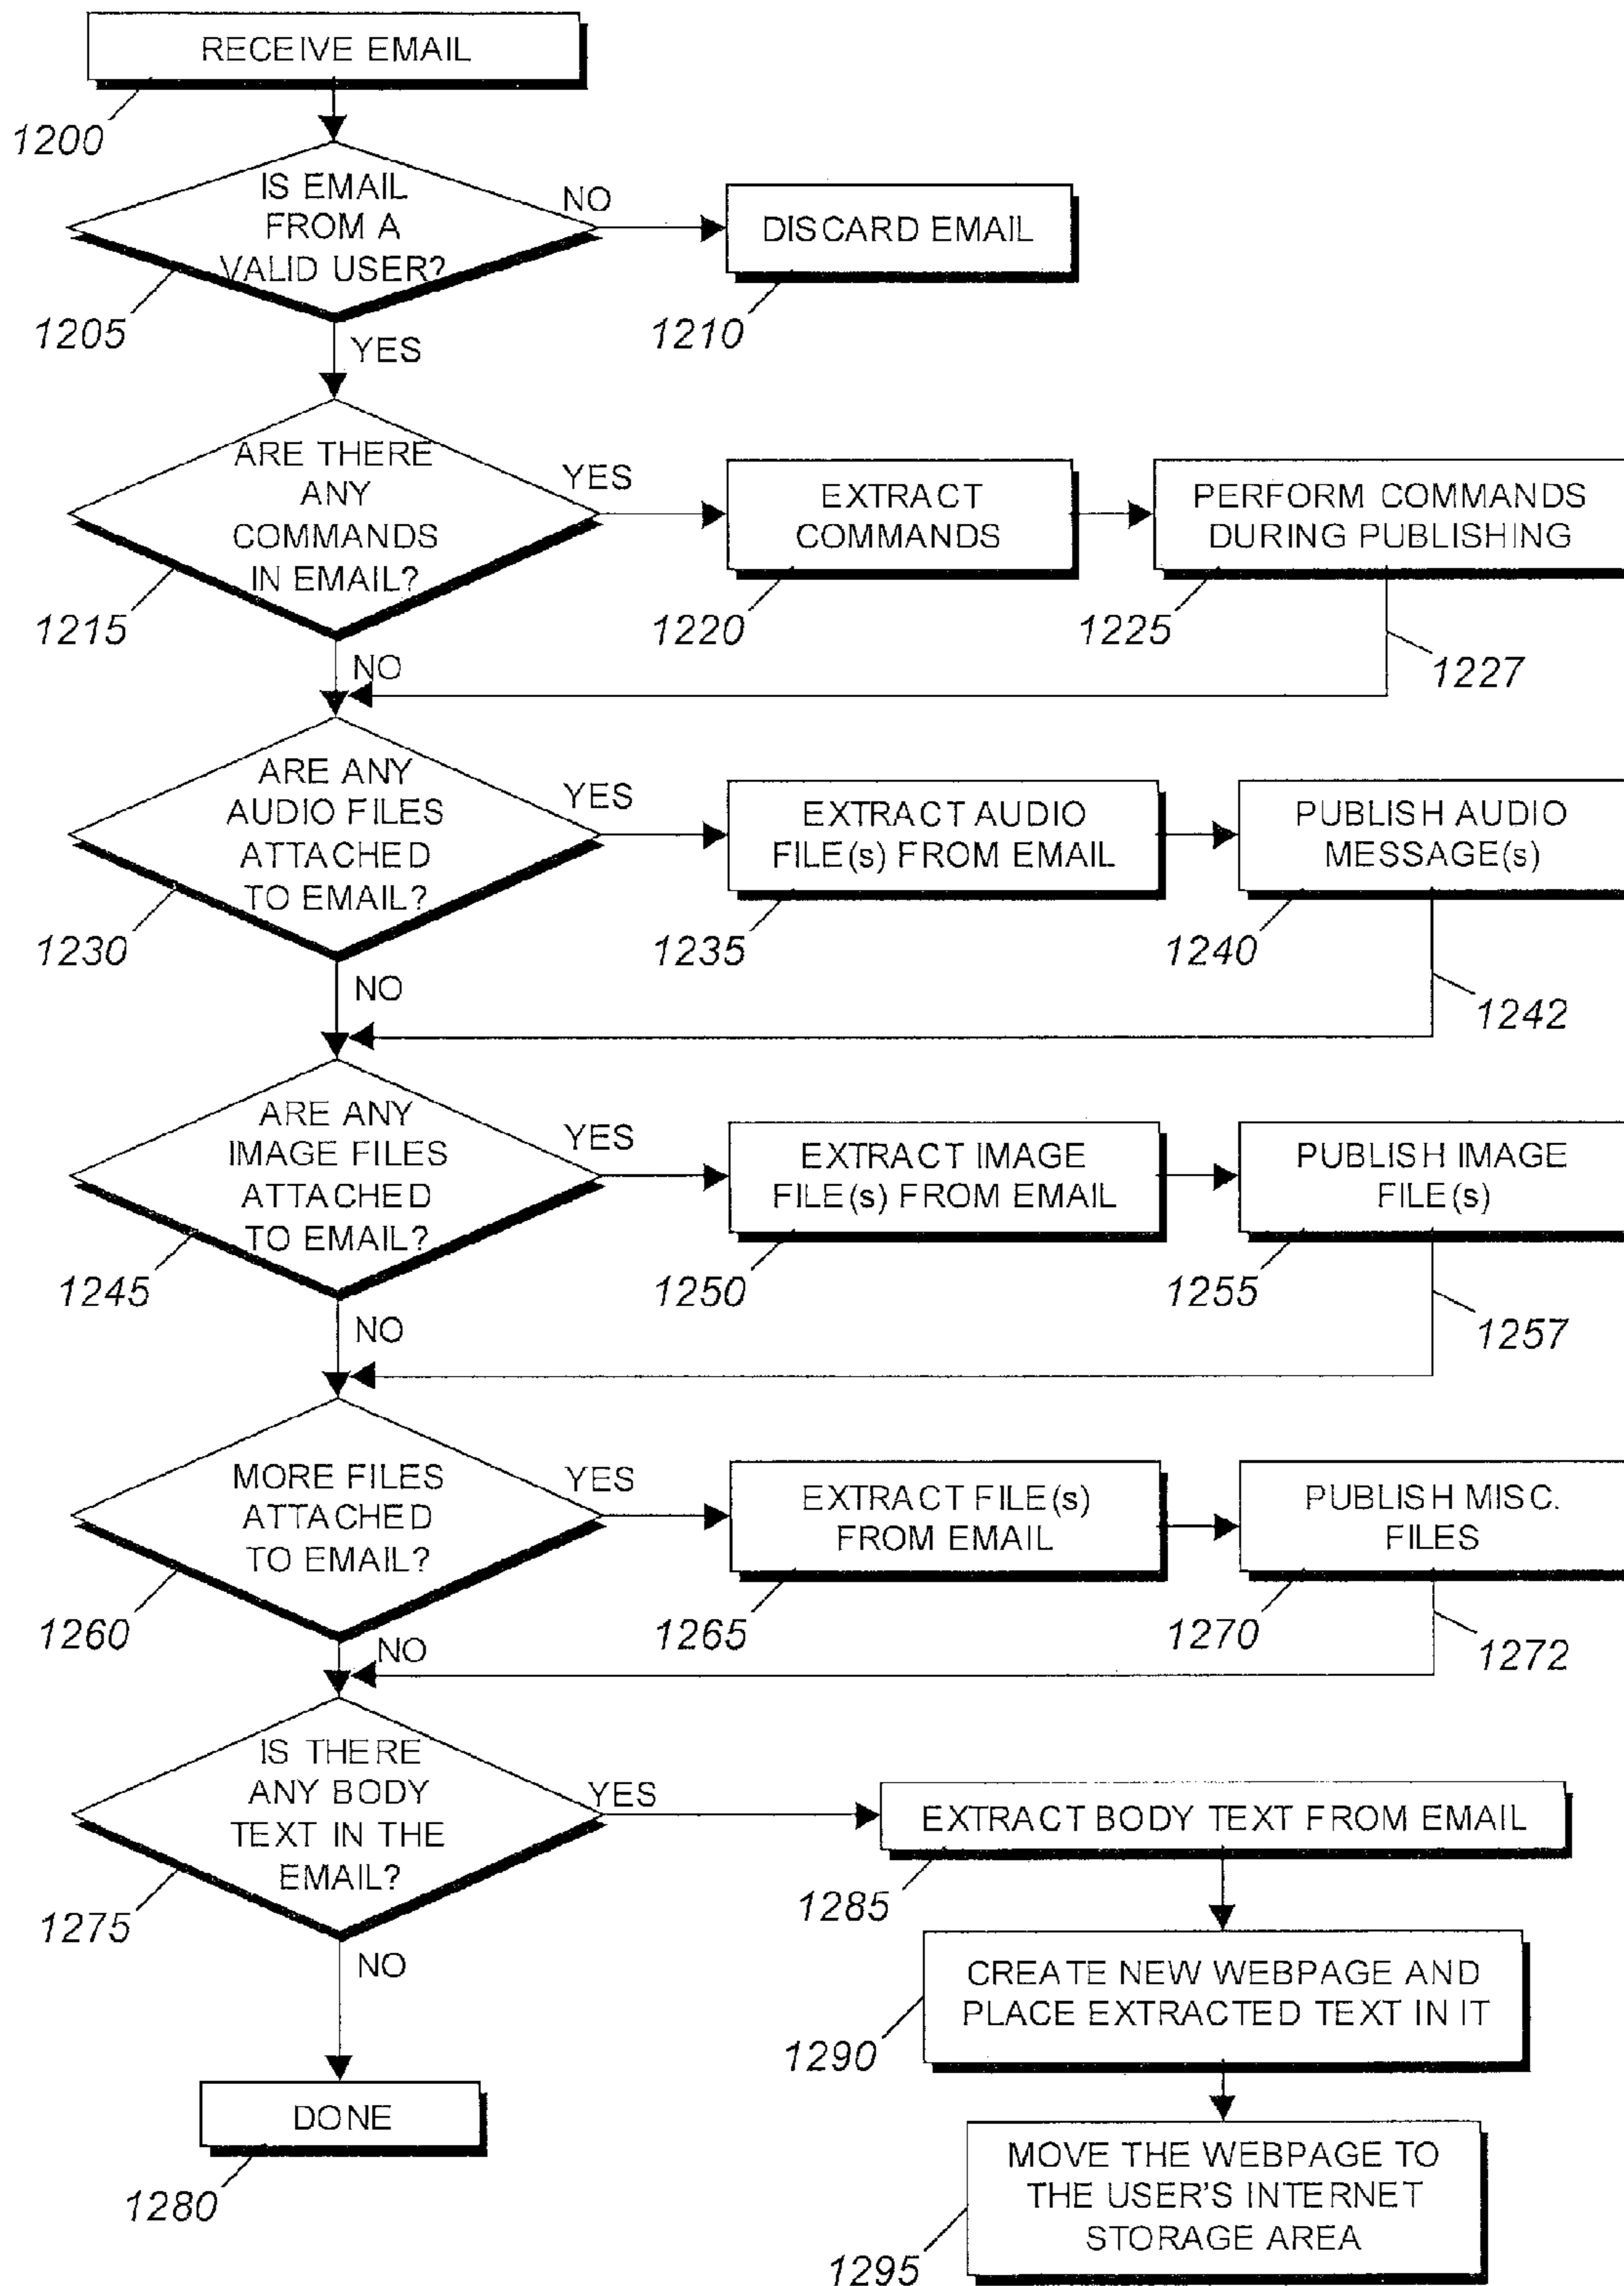 RECEIVE EMAIL
1200
IS EMAIL
FROM A
VALID USER?
NO
DISCARD EMAIL
1205
1210
YES
ARE THERE
ANY
COMMANDS
IN EMAIL?
YES
EXTRACT
COMMANDS
PERFORM COMMANDS
DURING PUBLISHING
1215
1220
1225
1227
NO
ARE ANY
AUDIO FILES
ATTACHED
TO EMAIL?
YES
EXTRACT AUDIO
FILE(s) FROM EMAIL
PUBLISH AUDIO
MESSAGE(s)
1230
1235
1240
1242
NO
ARE ANY
IMAGE FILES
ATTACHED
TO EMAIL?
YES
EXTRACT IMAGE
FILE(s) FROM EMAIL
PUBLISH IMAGE
FILE(s)
1245
1250
1255
1257
NO
MORE FILES
ATTACHED
TO EMAIL?
YES
EXTRACT FILE(s)
FROM EMAIL
PUBLISH MISC.
FILES
1260
1265
1270
1272
NO
IS THERE
ANY BODY
TEXT IN THE
EMAIL?
YES
EXTRACT BODY TEXT FROM EMAIL
1275
1285
NO
CREATE NEW WEBPAGE AND
PLACE EXTRACTED TEXT IN IT
1290
DONE
1280
MOVE THE WEBPAGE TO
THE USER'S INTERNET
STORAGE AREA
1295